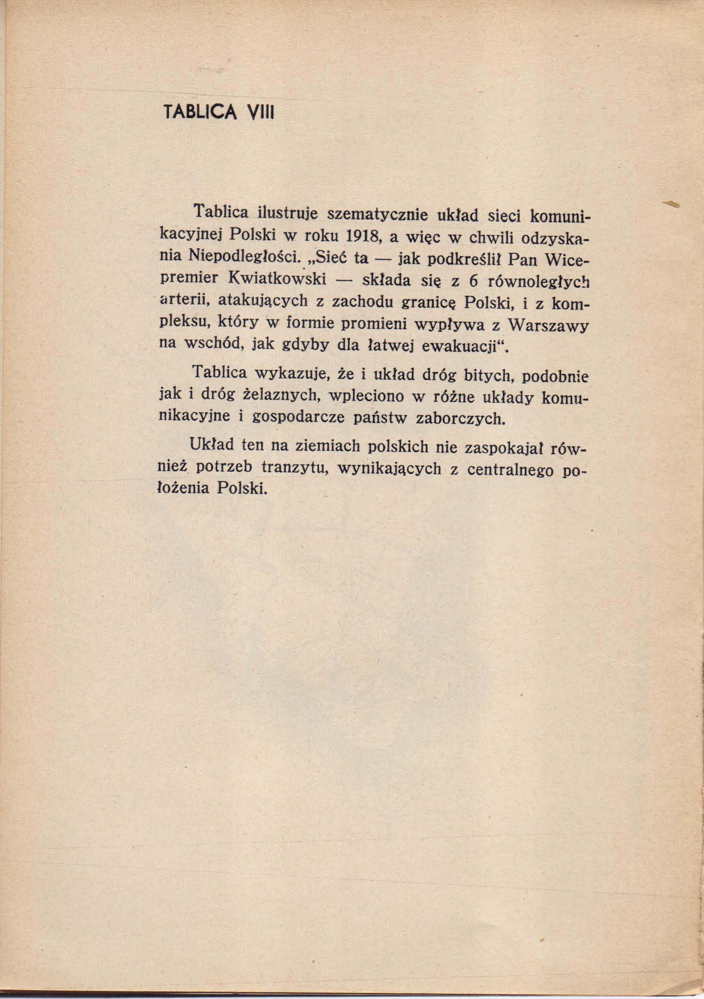 TABLICA VIII
Tablica ilustruje szematycznie układ sieci komuni-
kacyjnej Polski w roku 1918, a więc w chwili odzyska-
nia Niepodległości. „Sieć ta — jak podkreślił Pan Wice-
premier Kwiatkowski — składa się z 6 równoległych
arterii, atakujących z zachodu granicę Polski, i z kom-
pleksu, który w formie promieni wypływa z Warszawy
na wschód, jak gdyby dla łatwej ewakuacji“.
Tablica wykazuje, że i układ dróg bitych, podobnie
jak i dróg żelaznych, wpleciono w różne układy komu-
nikacyjne i gospodarcze państw zaborczych.
Układ ten na ziemiach polskich nie zaspokajał rów-
nież potrzeb tranzytu, wynikających z centralnego po-
łożenia Polski.